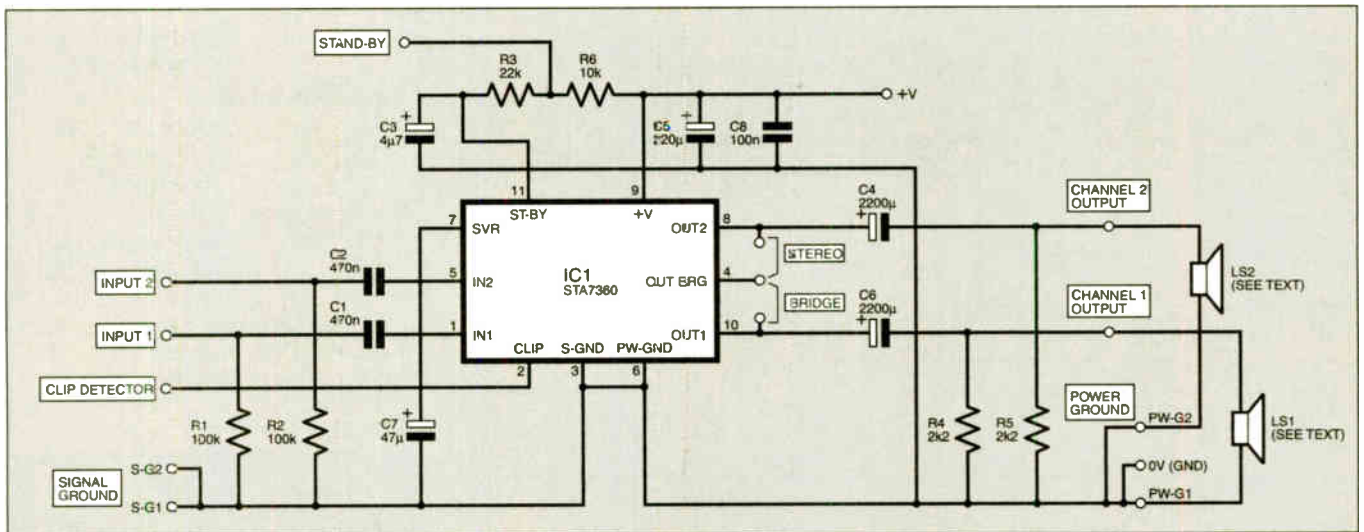 STAND-BY
R3
22k
R6
10k
+V
C3
4µ7
+
C5
220µ
+
C8
100n
11
9
ST-BY
+V
7
SVR
OUT2
8
C4
2200µ
+
CHANNEL 2
OUTPUT
STEREO
C2
470n
INPUT 2
5
IN2
IC1
STA7360
OUT BRG
4
LS2
(SEE TEXT)
BRIDGE
C1
470n
INPUT 1
1
IN1
OUT1
10
C6
2200µ
+
CHANNEL 1
OUTPUT
CLIP
S-GND
PW-GND
2
3
6
CLIP DETECTOR
R1
100k
R2
100k
C7
47µ
+
R4
2k2
R5
2k2
POWER
GROUND
PW-G2
LS1
(SEE TEXT)
SIGNAL
GROUND
S-G2
S-G1
0V (GND)
PW-G1